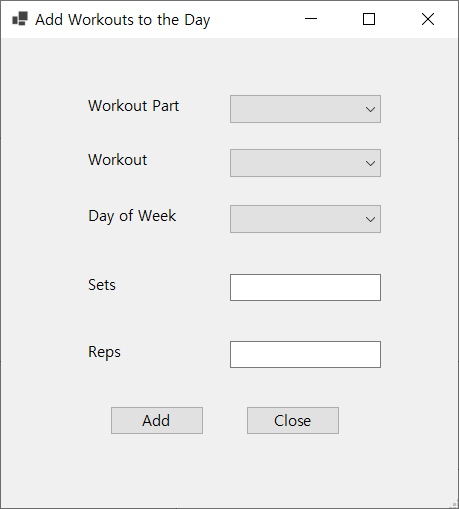 Add Workouts to the Day
Workout Part
Workout
Day of Week
Sets
Reps
Add Close